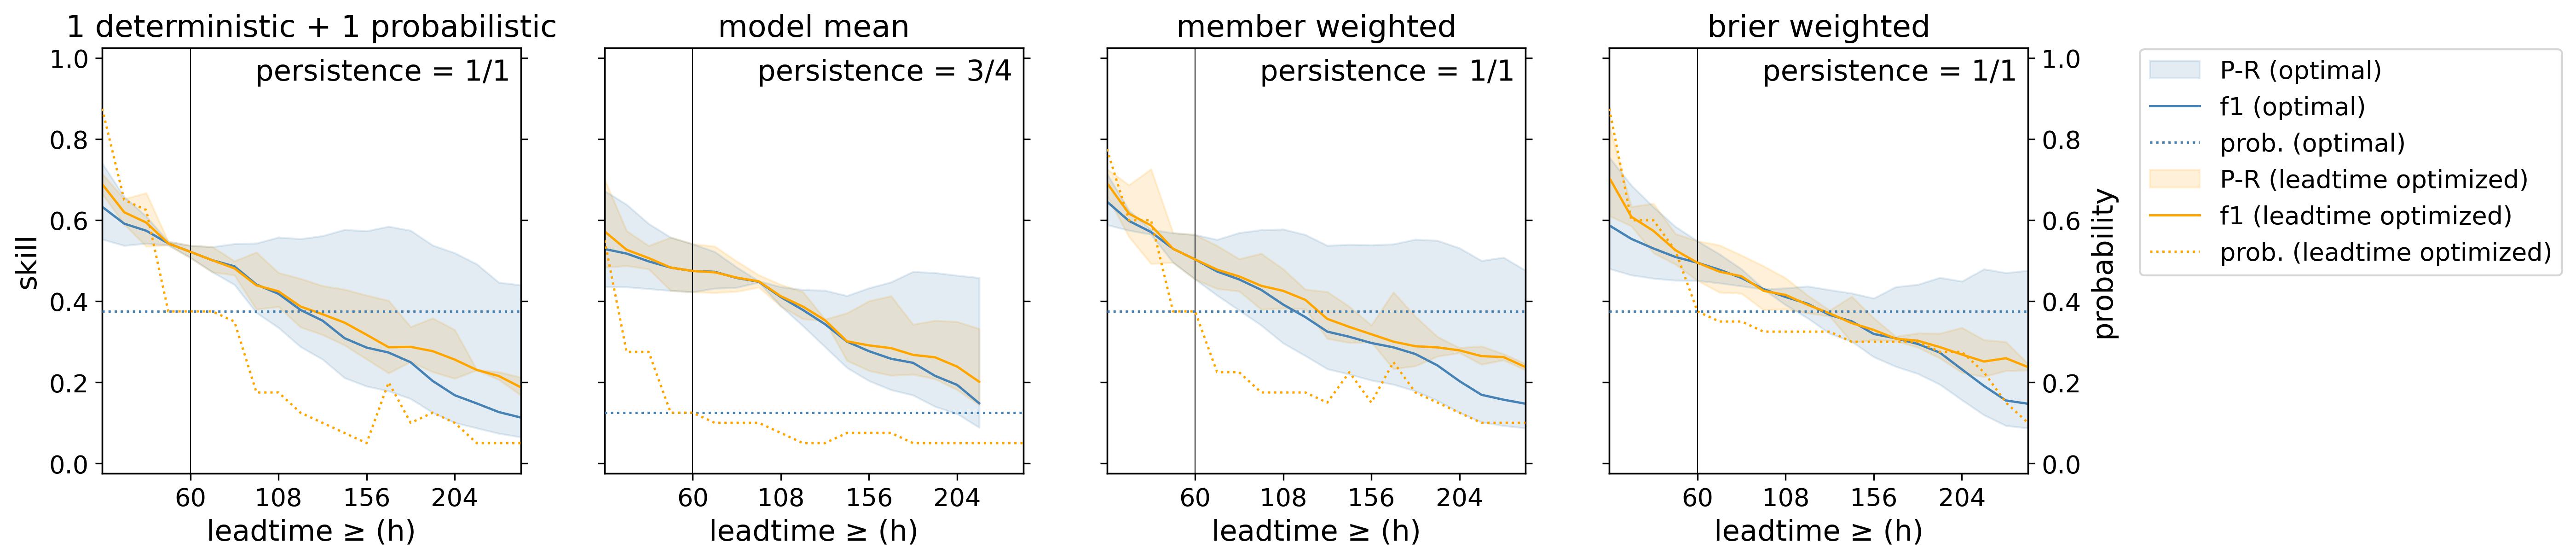 1 deterministic + 1 probabilistic
model mean
member weighted
brier weighted
persistence = 1/1
persistence = 3/4
persistence = 1/1
persistence = 1/1
skill
1.0
0.8
0.6
0.4
0.2
0.0
60 108 156 204
60 108 156 204
60 108 156 204
60 108 156 204
leadtime ≥ (h)
leadtime ≥ (h)
leadtime ≥ (h)
leadtime ≥ (h)
1.0
0.8
0.6
0.4
0.2
0.0
probability
P-R (optimal)
f1 (optimal)
prob. (optimal)
P-R (leadtime optimized)
f1 (leadtime optimized)
prob. (leadtime optimized)